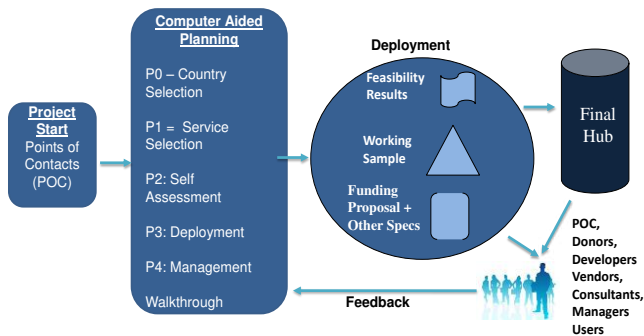 Project
Start
Points of
Contacts
(POC)
Computer Aided
Planning
P0 – Country
Selection
P1 = Service
Selection
P2: Self
Assessment
P3: Deployment
P4: Management
Walkthrough
Deployment
Feasibility
Results
Working
Sample
Funding
Proposal +
Other Specs
Final
Hub
POC,
Donors,
Developers
Vendors,
Consultants,
Managers
Users
Feedback